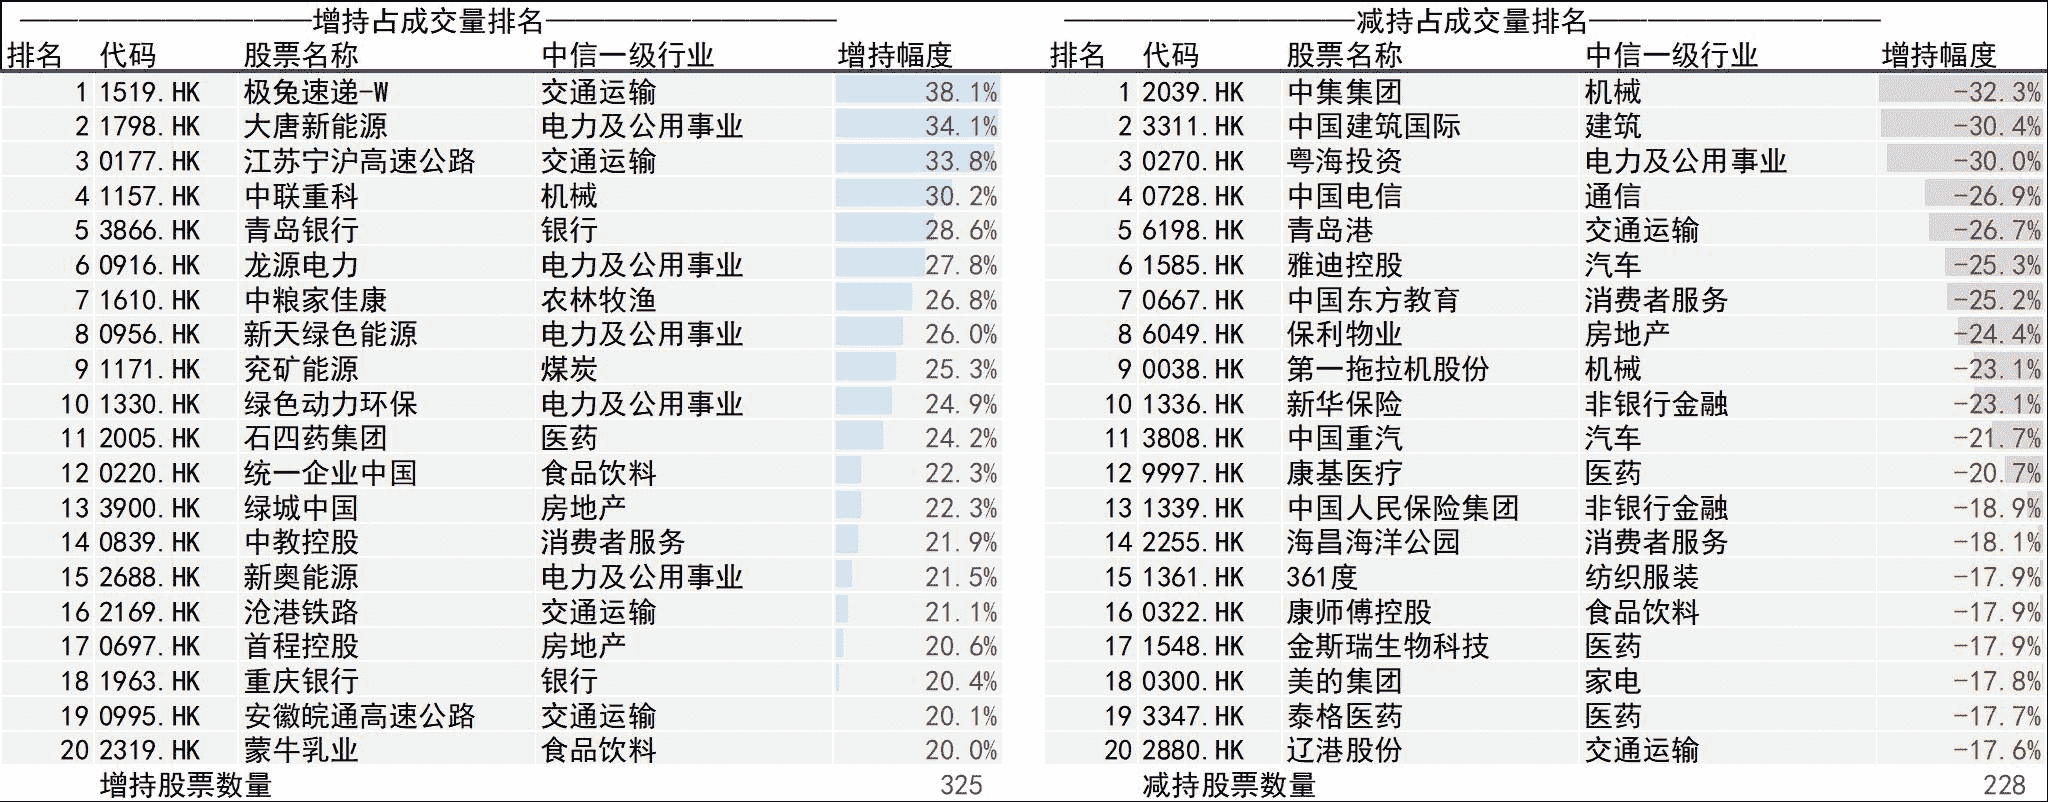 增持占成交量排名 减持占成交量排名
排名 代码 股票名称 中信一级行业 增持幅度 排名 代码 股票名称 中信一级行业 增持幅度
1 1519.HK 极兔速递-W 交通运输 38.1% 1 2039.HK 中集集团 机械 -32.3%
2 1798.HK 大唐新能源 电力及公用事业 34.1% 2 3311.HK 中国建筑国际 建筑 -30.4%
3 0177.HK 江苏宁沪高速公路 交通运输 33.8% 3 0270.HK 粤海投资 电力及公用事业 -30.0%
4 1157.HK 中联重科 机械 30.2% 4 0728.HK 中国电信 通信 -26.9%
5 3866.HK 青岛银行 银行 28.6% 5 6198.HK 青岛港 交通运输 -26.7%
6 0916.HK 龙源电力 电力及公用事业 27.8% 6 1585.HK 雅迪控股 汽车 -25.3%
7 1610.HK 中粮家佳康 农林牧渔 26.8% 7 0667.HK 中国东方教育 消费者服务 -25.2%
8 0956.HK 新天绿色能源 电力及公用事业 26.0% 8 6049.HK 保利物业 房地产 -24.4%
9 1171.HK 兖矿能源 煤炭 25.3% 9 0038.HK 第一拖拉机股份 机械 -23.1%
10 1330.HK 绿色动力环保 电力及公用事业 24.9% 10 1336.HK 新华保险 非银行金融 -23.1%
11 2005.HK 石四药集团 医药 24.2% 11 3808.HK 中国重汽 汽车 -21.7%
12 0220.HK 统一企业中国 食品饮料 22.3% 12 9997.HK 康基医疗 医药 -20.7%
13 3900.HK 绿城中国 房地产 22.3% 13 1339.HK 中国人民保险集团 非银行金融 -18.9%
14 0839.HK 中教控股 消费者服务 21.9% 14 2255.HK 海昌海洋公园 消费者服务 -18.1%
15 2688.HK 新奥能源 电力及公用事业 21.5% 15 1361.HK 361度 纺织服装 -17.9%
16 2169.HK 沧港铁路 交通运输 21.1% 16 0322.HK 康师傅控股 食品饮料 -17.9%
17 0697.HK 首程控股 房地产 20.6% 17 1548.HK 金斯瑞生物科技 医药 -17.9%
18 1963.HK 重庆银行 银行 20.4% 18 0300.HK 美的集团 家电 -17.8%
19 0995.HK 安徽皖通高速公路 交通运输 20.1% 19 3347.HK 泰格医药 医药 -17.7%
20 2319.HK 蒙牛乳业 食品饮料 20.0% 20 2880.HK 辽港股份 交通运输 -17.6%
增持股票数量 325 减持股票数量 228